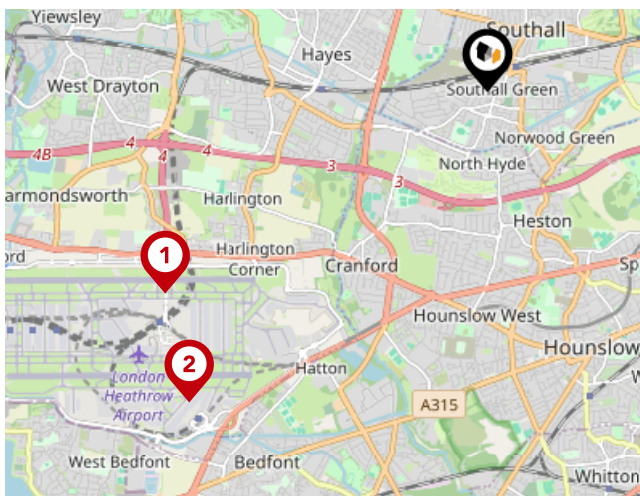 Yiewsley
Southall
Hayes
West Drayton
Southall Green
4
4B
4
4
Norwood Green
3
North Hyde
3
armondsworth
Harlington
Heston
ord
1
Harlington
Corner
Cranford
Sp
Hounslow West
Hounslow
2
London
Heathrow
Airport
Hatton
W
A315
West Bedfont
Bedfont
Whitton